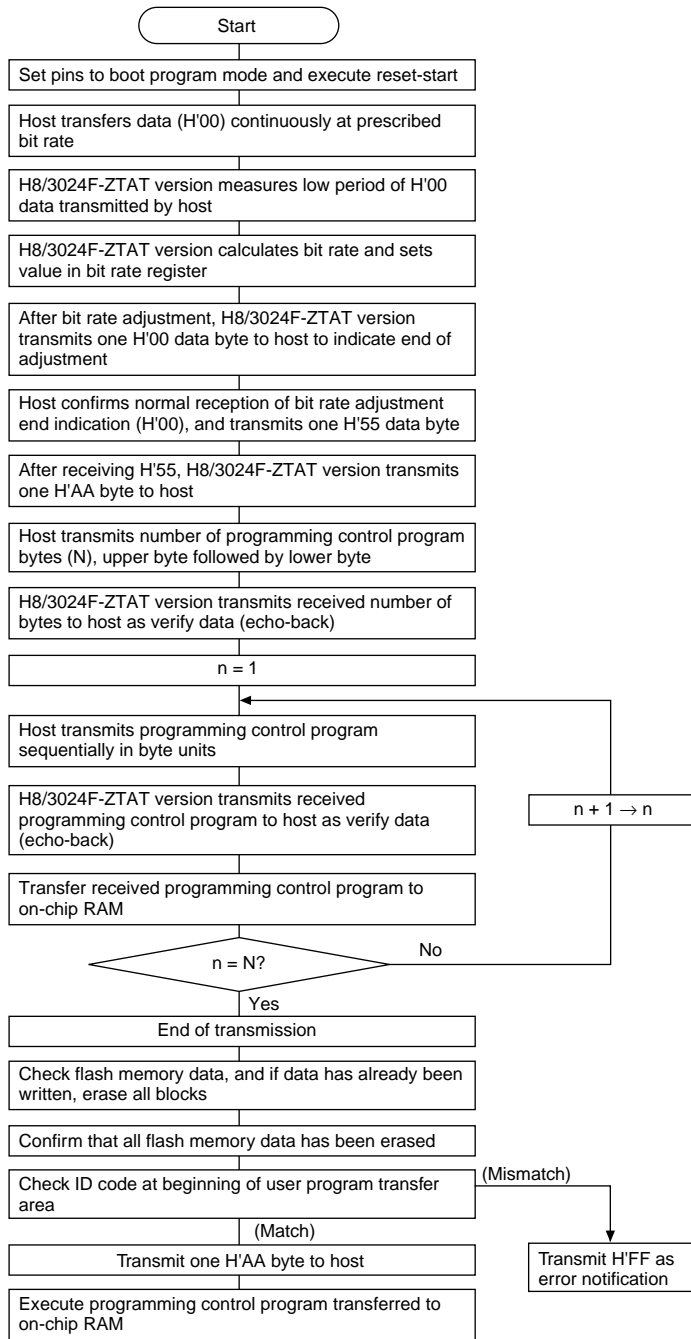 Start
Set pins to boot program mode and execute reset-start
Host transfers data (H'00) continuously at prescribed
bit rate
H8/3024F-ZTAT version measures low period of H'00
data transmitted by host
H8/3024F-ZTAT version calculates bit rate and sets
value in bit rate register
After bit rate adjustment, H8/3024F-ZTAT version
transmits one H'00 data byte to host to indicate end of
adjustment
Host confirms normal reception of bit rate adjustment
end indication (H'00), and transmits one H'55 data byte
After receiving H'55, H8/3024F-ZTAT version transmits
one H'AA byte to host
Host transmits number of programming control program
bytes (N), upper byte followed by lower byte
H8/3024F-ZTAT version transmits received number of
bytes to host as verify data (echo-back)
n = 1
Host transmits programming control program
sequentially in byte units
H8/3024F-ZTAT version transmits received
programming control program to host as verify data
(echo-back)
n + 1 → n
Transfer received programming control program to
on-chip RAM
n = N?
No
Yes
End of transmission
Check flash memory data, and if data has already been
written, erase all blocks
Confirm that all flash memory data has been erased
Check ID code at beginning of user program transfer
area
(Mismatch)
(Match)
Transmit one H'AA byte to host
Transmit H'FF as
error notification
Execute programming control program transferred to
on-chip RAM